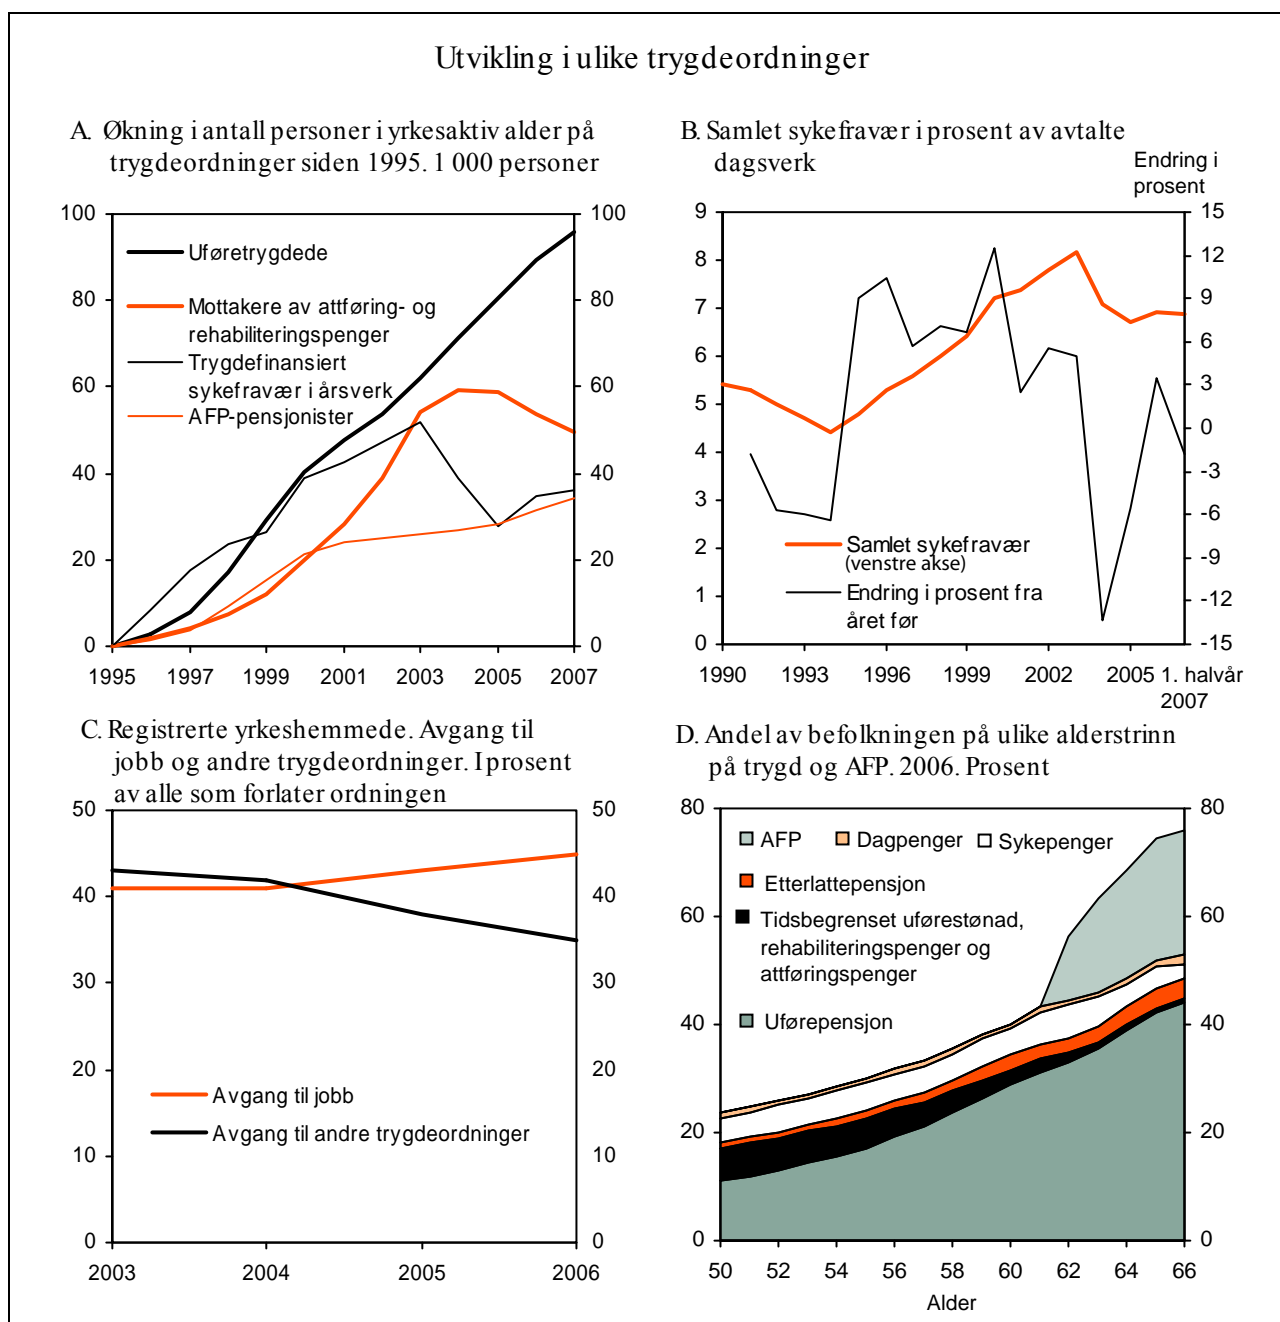 Utvikling i ulike trygdeordninger
A. Økning i antall personer i yrkesaktiv alder på
trygdeordninger siden 1995. 1 000 personer
100
80
60
40
20
0
100
80
60
40
20
0
Uføretrygdede
Mottakere av attføring- og
rehabiliteringspenger
Trygdefinansiert
sykefravær i årsverk
AFP-pensjonister
1995 1997 1999 2001 2003 2005 2007
B. Samlet sykefravær i prosent av avtalte
dagsverk
Endring i
prosent
9
8
7
6
5
4
3
2
1
0
15
12
9
6
3
0
-3
-6
-9
-12
-15
Samlet sykefravær
(venstre akse)
Endring i prosent fra
året før
1990 1993 1996 1999 2002 2005 1. halvår
2007
C. Registrerte yrkeshemmede. Avgang til
jobb og andre trygdeordninger. I prosent
av alle som forlater ordningen
50
40
30
20
10
0
50
40
30
20
10
0
Avgang til jobb
Avgang til andre trygdeordninger
2003 2004 2005 2006
D. Andel av befolkningen på ulike alderstrinn
på trygd og AFP. 2006. Prosent
80
60
40
20
0
80
60
40
20
0
AFP Dagpenger Sykepenger
Etterlattepensjon
Tidsbegrenset uførestønad,
rehabiliteringspenger og
attføringspenger
Uførepensjon
50 52 54 56 58 60 62 64 66
Alder